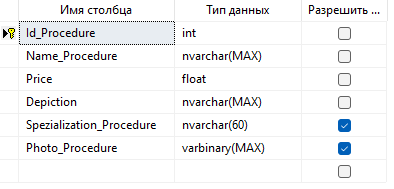 Имя столбца Тип данных Разрешить ...
Id_Procedure int
Name_Procedure nvarchar(MAX)
Price float
Depiction nvarchar(MAX)
Spezialization_Procedure nvarchar(60)
Photo_Procedure varbinary(MAX)